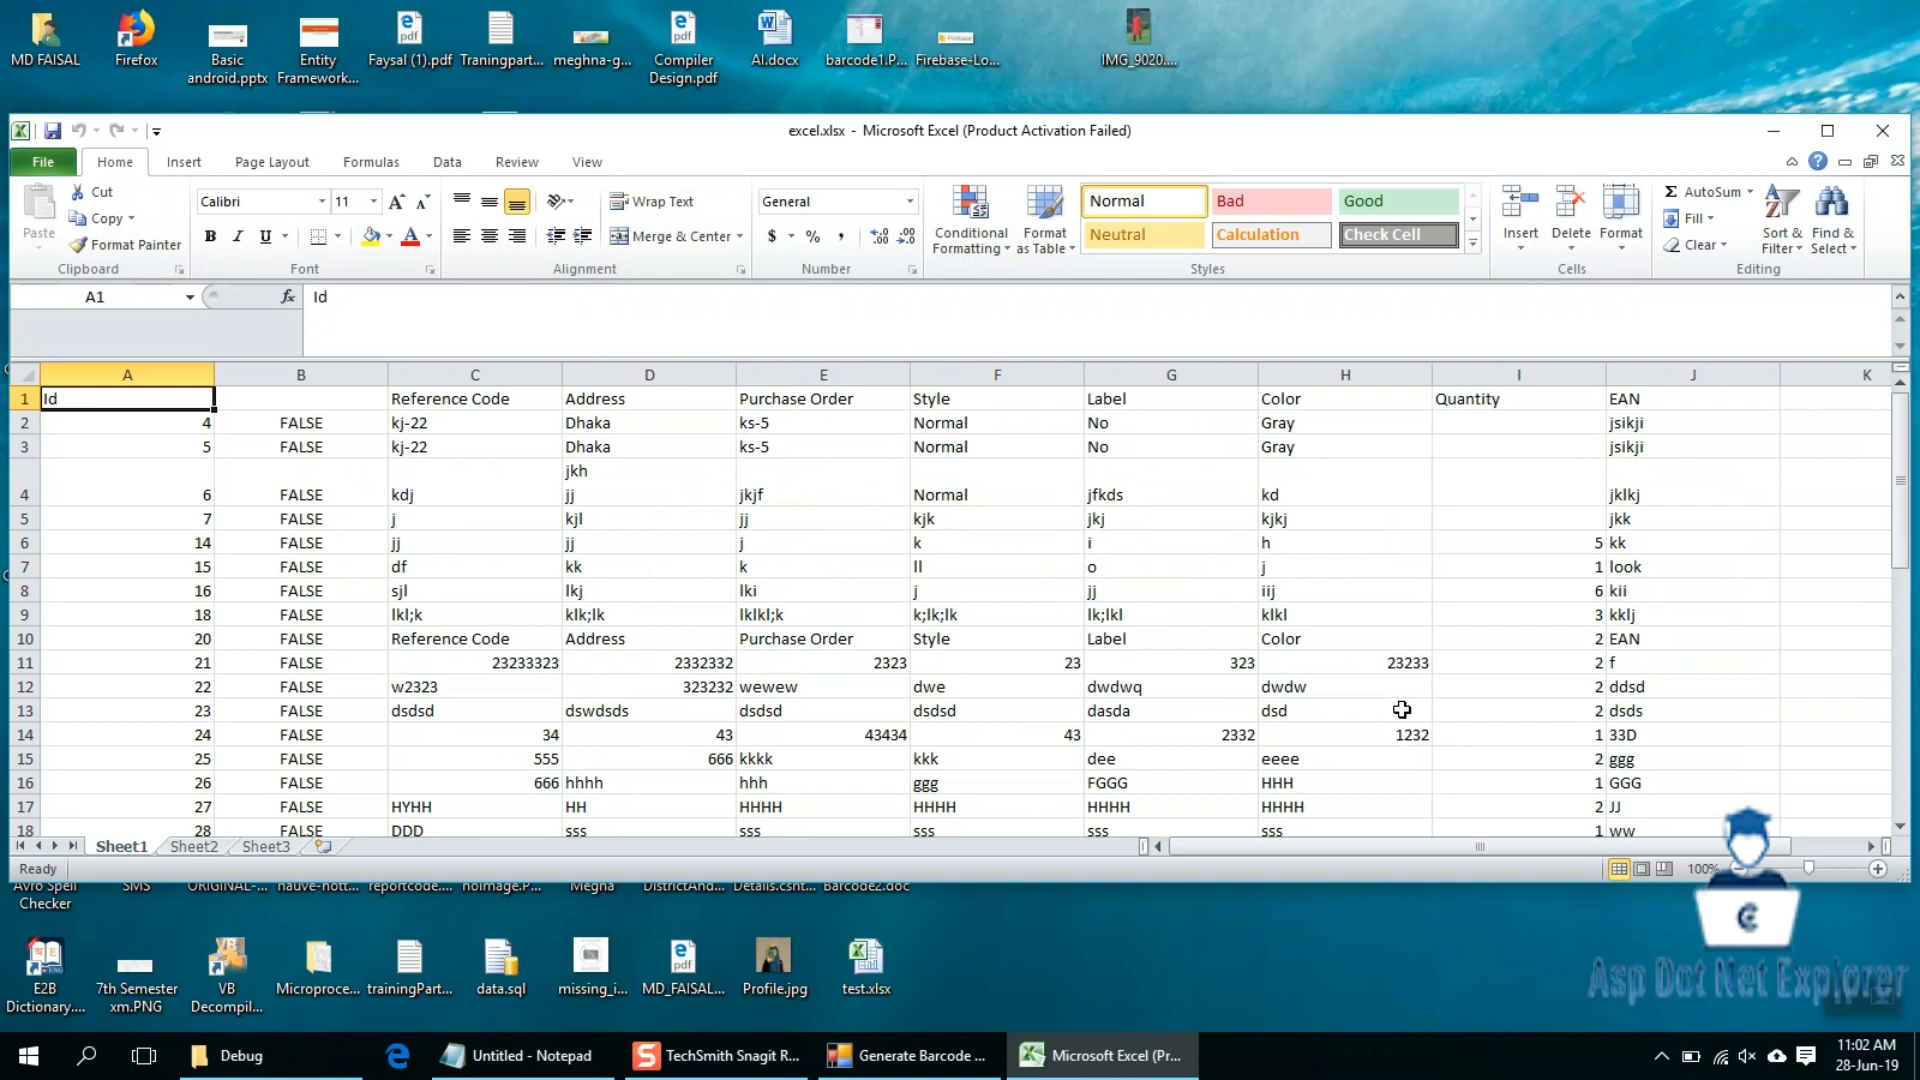 MD FAISAL
Firefox
Basic android.pptx
Entity Framework...
Faysal (1).pdf
Traningpart...
meghna-g...
Compiler Design.pdf
AI.docx
barcode1.P...
Firebase-Lo...
IMG_9020....
excel.xlsx - Microsoft Excel (Product Activation Failed)
File Home Insert Page Layout Formulas Data Review View
Paste Cut Copy Format Painter Clipboard
Calibri 11 B I U Font
Wrap Text Merge & Center Alignment
General $ % , Number
Conditional Formatting Format as Table
Normal Bad Good
Neutral Calculation Check Cell
Styles
Insert Delete Format Cells
AutoSum Fill Clear Sort & Filter Find & Select Editing
A1 fx Id
A B C D E F G H I J K
1 Id Reference Code Address Purchase Order Style Label Color Quantity EAN
2 4 FALSE kj-22 Dhaka ks-5 Normal No Gray jsikji
3 5 FALSE kj-22 Dhaka ks-5 Normal No Gray jsikji
jkh
4 6 FALSE kdj jj jkjf Normal jfkds kd jklkj
5 7 FALSE j kjl jj kjk jkj kjkj jkk
6 14 FALSE jj jj j k i h 5 kk
7 15 FALSE df kk k ll o j 1 look
8 16 FALSE sjl lkj lki j jj iij 6 kii
9 18 FALSE lkl;k klk;lk lklkl;k k;lk;lk lk;lkl klkl 3 kklj
10 20 FALSE Reference Code Address Purchase Order Style Label Color 2 EAN
11 21 FALSE 23233323 2332332 2323 23 323 23233 2 f
12 22 FALSE w2323 323232 wewew dwe dwdwq dwdw 2 ddsd
13 23 FALSE dsdsd dswdsds dsdsd dsdsd dasda dsd 2 dsds
14 24 FALSE 34 43 43434 43 2332 1232 1 33D
15 25 FALSE 555 666 kkkk kkk dee eeee 2 ggg
16 26 FALSE 666 hhhh hhh ggg FGGG HHH 1 GGG
17 27 FALSE HYHH HH HHHH HHHH HHHH HHHH 2 JJ
18 28 FALSE DDD sss sss sss sss sss 1 ww
Sheet1 Sheet2 Sheet3
Ready 100%
Avro Spell Checker
SMS
ORIGINAL-...
reportcode....
noimage.P...
Megna
DistrictAnd...
Details.csht...
Barcode2.doc
E2B Dictionary....
7th Semester xm.PNG
VB Decompil...
Microproce...
trainingPart...
data.sql
missing_i...
MD_FAISAL...
Profile.jpg
test.xlsx
Asp Dot Net Explorer
Debug
Untitled - Notepad
TechSmith Snagit R...
Generate Barcode ...
Microsoft Excel (Pr...
11:02 AM
28-Jun-19